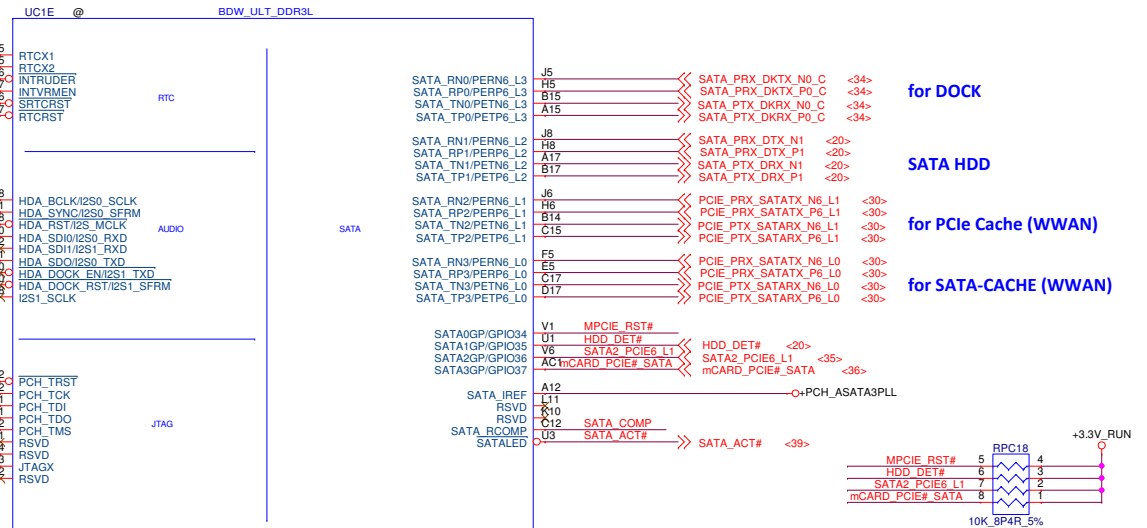 UC1E @ BDW_ULT_DDR3L
RTCX1
RTCX2
INTRUDER
INTVRMEN
SRTCRST
RTCRST
RTC
HDA_BCLK/I2S0_SCLK
HDA_SYNC/I2S0_SFRM
HDA_RST/I2S_MCLK
HDA_SDI0/I2S0_RXD
HDA_SDI1/I2S1_RXD
HDA_SDO/I2S0_TXD
HDA_DOCK_EN/I2S1_TXD
HDA_DOCK_RST/I2S1_SFRM
I2S1_SCLK
AUDIO
PCH_TRST
PCH_TCK
PCH_TDI
PCH_TDO
PCH_TMS
RSVD
RSVD
JTAGX
RSVD
JTAG
SATA
SATA_RN0/PERN6_L3 J5 SATA_PRX_DKTX_N0_C <34>
SATA_RP0/PERP6_L3 H5 SATA_PRX_DKTX_P0_C <34>
SATA_TN0/PETN6_L3 B15 SATA_PTX_DKRX_N0_C <34>
SATA_TP0/PETP6_L3 A15 SATA_PTX_DKRX_P0_C <34>
for DOCK
SATA_RN1/PERN6_L2 J8 SATA_PRX_DTX_N1 <20>
SATA_RP1/PERP6_L2 H8 SATA_PRX_DTX_P1 <20>
SATA_TN1/PETN6_L2 A17 SATA_PTX_DRX_N1 <20>
SATA_TP1/PETP6_L2 B17 SATA_PTX_DRX_P1 <20>
SATA HDD
SATA_RN2/PERN6_L1 J6 PCIE_PRX_SATATX_N6_L1 <30>
SATA_RP2/PERP6_L1 H6 PCIE_PRX_SATATX_P6_L1 <30>
SATA_TN2/PETN6_L1 B14 PCIE_PTX_SATARX_N6_L1 <30>
SATA_TP2/PETP6_L1 C15 PCIE_PTX_SATARX_P6_L1 <30>
for PCIe Cache (WWAN)
SATA_RN3/PERN6_L0 F5 PCIE_PRX_SATATX_N6_L0 <30>
SATA_RP3/PERP6_L0 E5 PCIE_PRX_SATATX_P6_L0 <30>
SATA_TN3/PETN6_L0 C17 PCIE_PTX_SATARX_N6_L0 <30>
SATA_TP3/PETP6_L0 D17 PCIE_PTX_SATARX_P6_L0 <30>
for SATA-CACHE (WWAN)
SATA0GP/GPIO34 V1 MPCIE_RST#
SATA1GP/GPIO35 U1 HDD_DET# HDD_DET# <20>
SATA2GP/GPIO36 V6 SATA2_PCIE6_L1 SATA2_PCIE6_L1 <35>
SATA3GP/GPIO37 AC1 mCARD_PCIE#_SATA mCARD_PCIE#_SATA <36>
SATA_IREF A12 +PCH_ASATA3PLL
RSVD L11
RSVD K10
SATA_RCOMP C12 SATA_COMP
SATALED U3 SATA_ACT# SATA_ACT# <39>
+3.3V_RUN
RPC18
MPCIE_RST# 5 4
HDD_DET# 6 3
SATA2_PCIE6_L1 7 2
mCARD_PCIE#_SATA 8 1
10K_8P4R_5%